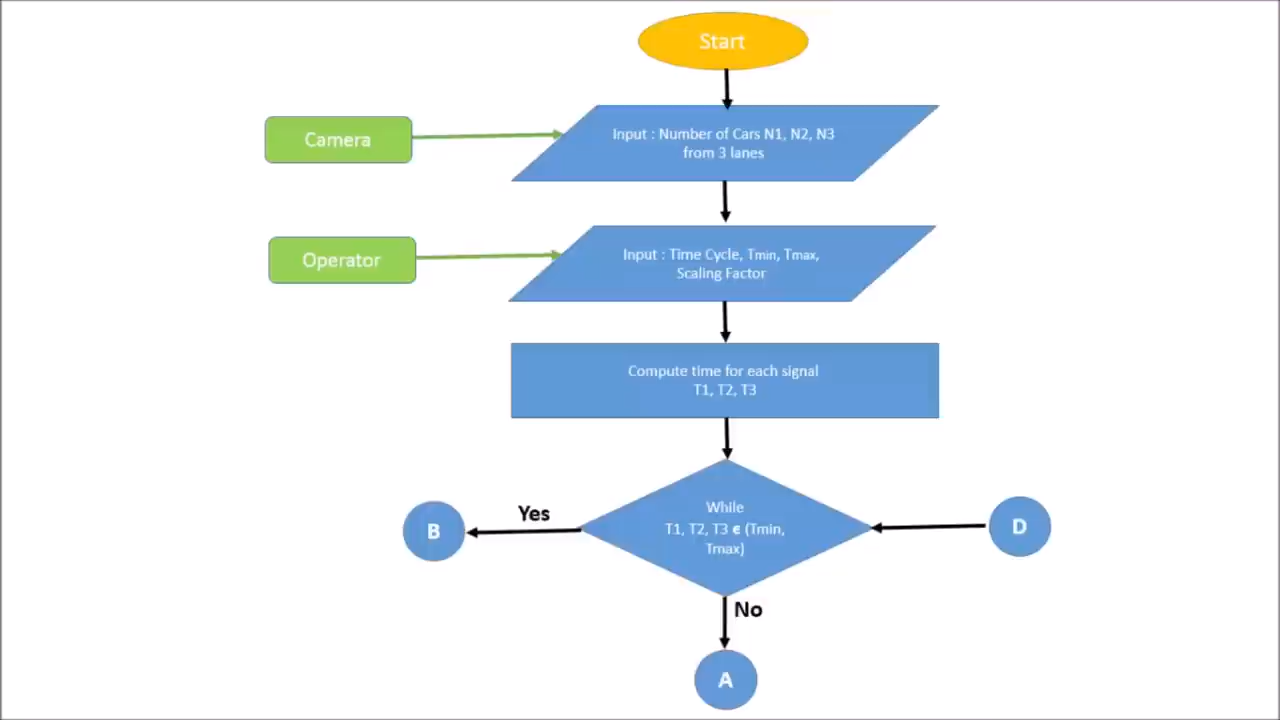 Start
Camera
Input : Number of Cars N1, N2, N3
from 3 lanes
Operator
Input : Time Cycle, Tmin, Tmax,
Scaling Factor
Compute time for each signal
T1, T2, T3
While
T1, T2, T3 ϵ (Tmin,
Tmax)
Yes
B
D
No
A